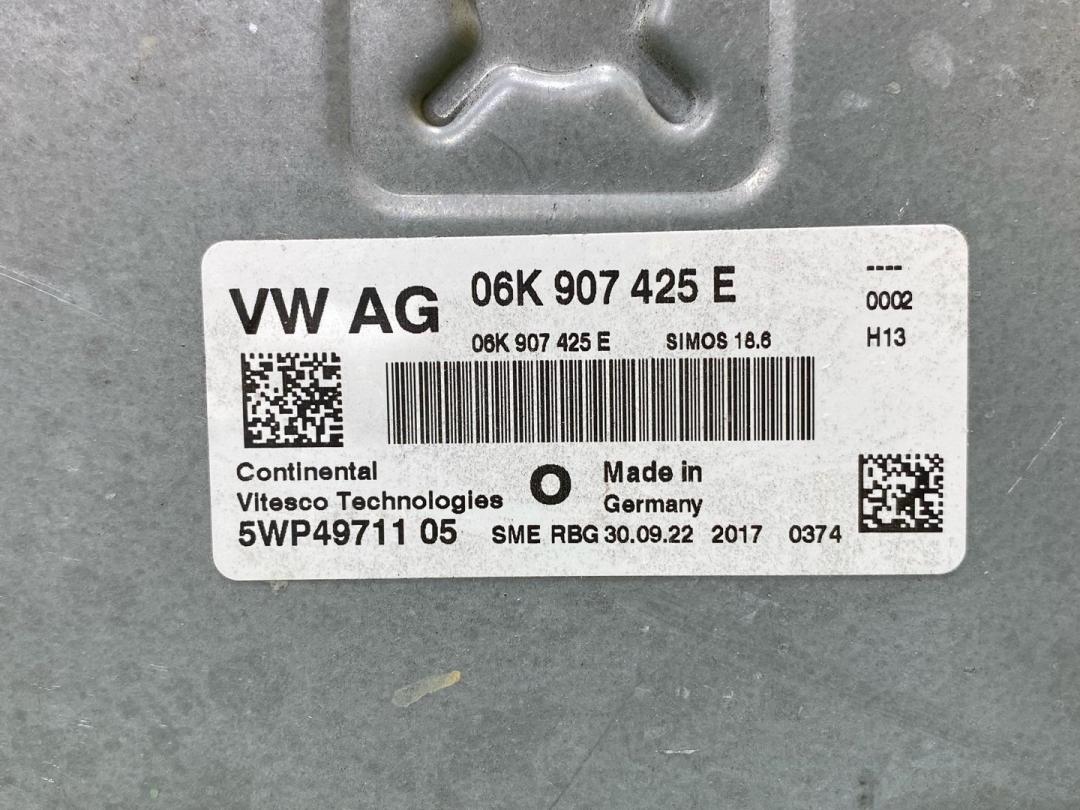 VW AG 06K 907 425 E ----
0002
06K 907 425 E SIMOS 18.6 H13
Continental Made in
Vitesco Technologies O Germany
5WP49711 05 SME RBG 30.09.22 2017 0374